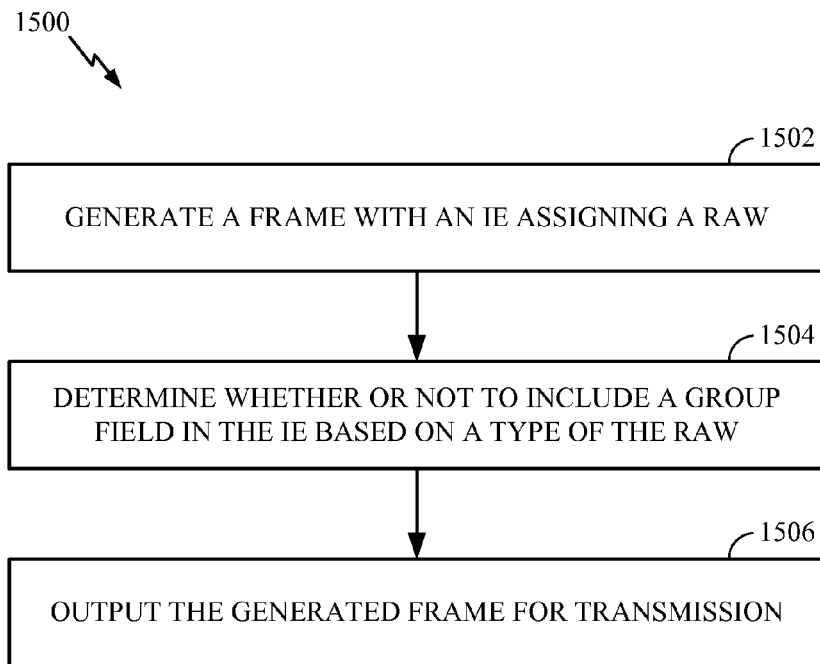 1500
1502
GENERATE A FRAME WITH AN IE ASSIGNING A RAW
1504
DETERMINE WHETHER OR NOT TO INCLUDE A GROUP
FIELD IN THE IE BASED ON A TYPE OF THE RAW
1506
OUTPUT THE GENERATED FRAME FOR TRANSMISSION